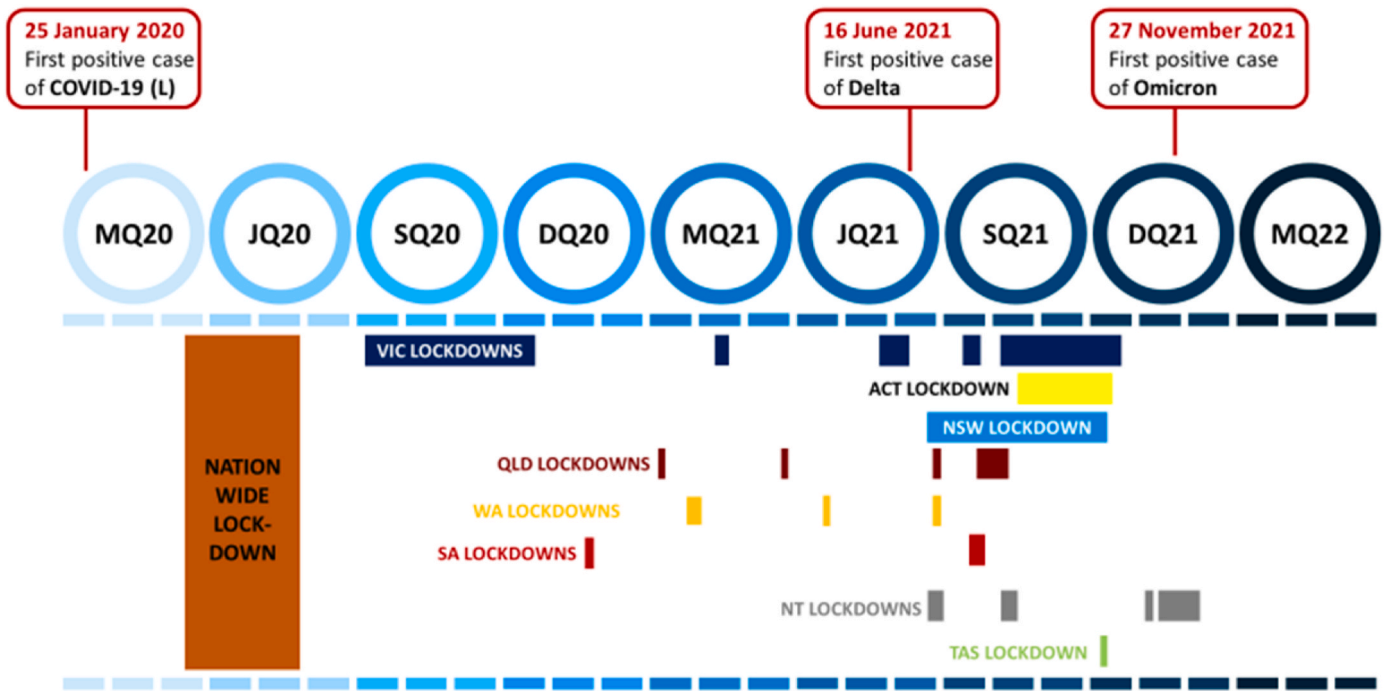 25 January 2020
First positive case
of COVID-19 (L)
16 June 2021
First positive case
of Delta
27 November 2021
First positive case
of Omicron
MQ20
JQ20
SQ20
DQ20
MQ21
JQ21
SQ21
DQ21
MQ22
NATION
WIDE
LOCK-
DOWN
VIC LOCKDOWNS
ACT LOCKDOWN
NSW LOCKDOWN
QLD LOCKDOWNS
WA LOCKDOWNS
SA LOCKDOWNS
NT LOCKDOWNS
TAS LOCKDOWN